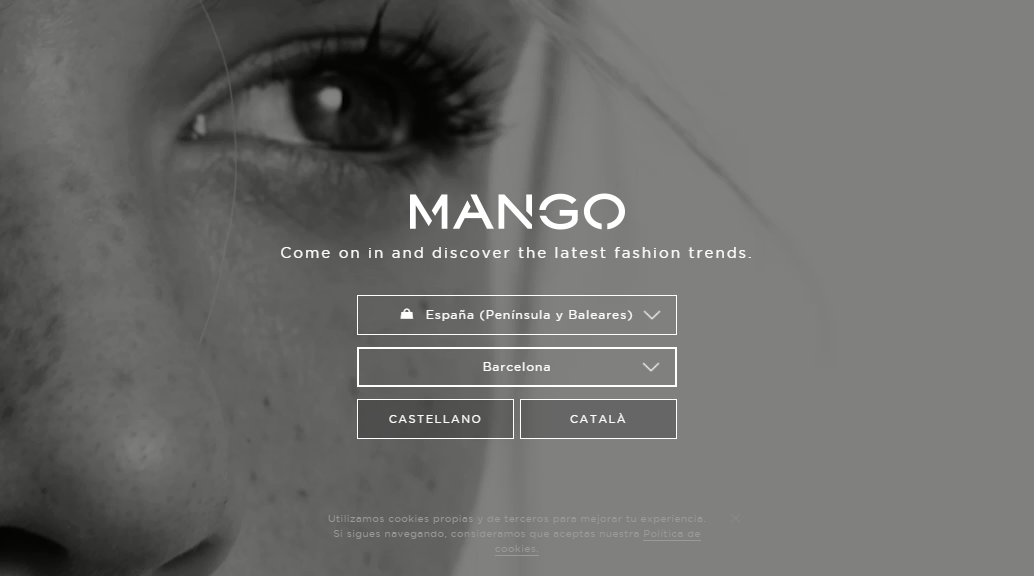 MANGO
Come on in and discover the latest fashion trends.
España (Península y Baleares)
Barcelona
CASTELLANO
CATALÀ
Utilizamos cookies propias y de terceros para mejorar tu experiencia.
Si sigues navegando, consideramos que aceptas nuestra Política de
cookies.